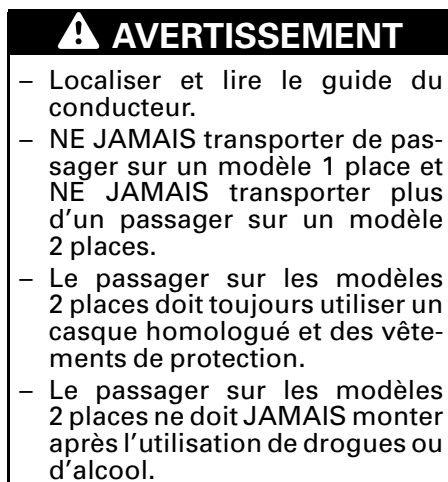 AVERTISSEMENT
– Localiser et lire le guide du
conducteur.
– NE JAMAIS transporter de pas-
sager sur un modèle 1 place et
NE JAMAIS transporter plus
d'un passager sur un modèle
2 places.
– Le passager sur les modèles
2 places doit toujours utiliser un
casque homologué et des vête-
ments de protection.
– Le passager sur les modèles
2 places ne doit JAMAIS monter
après l'utilisation de drogues ou
d'alcool.